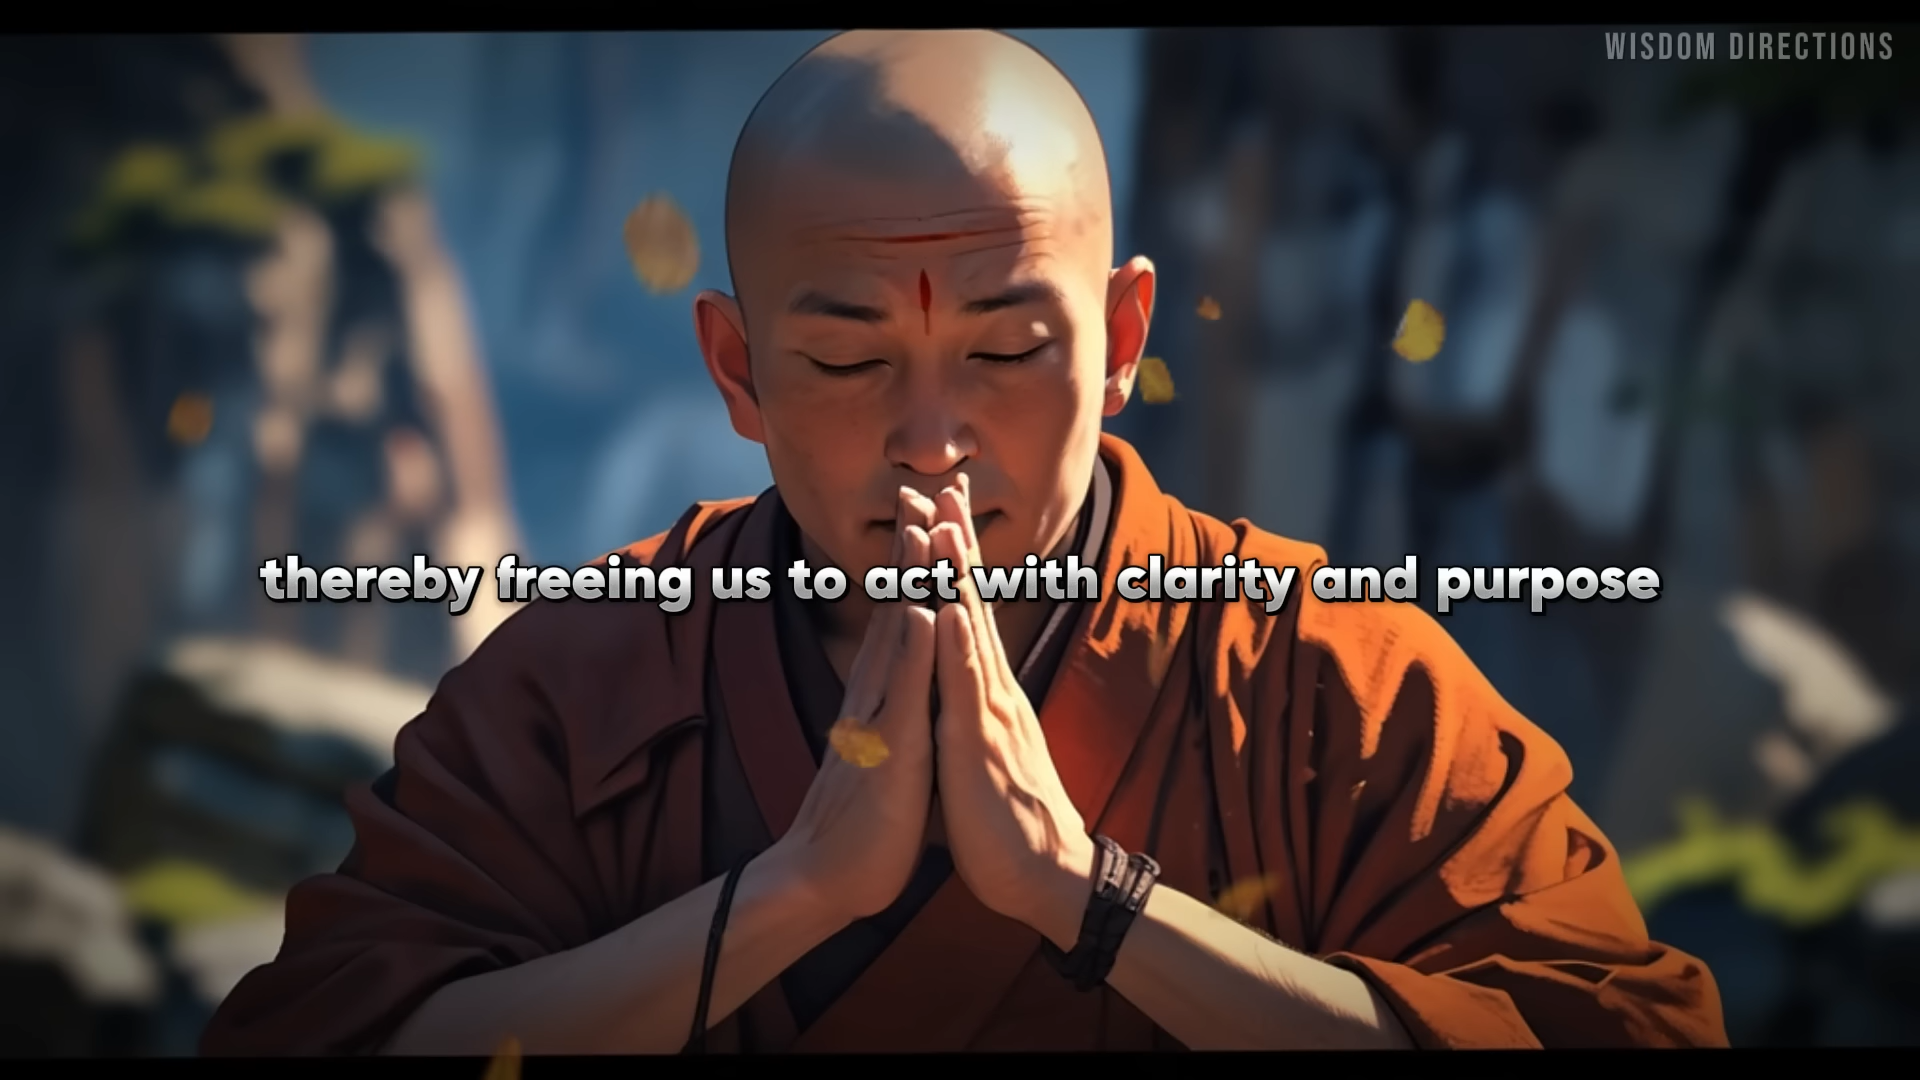 WISDOM DIRECTIONS
thereby freeing us to act with clarity and purpose